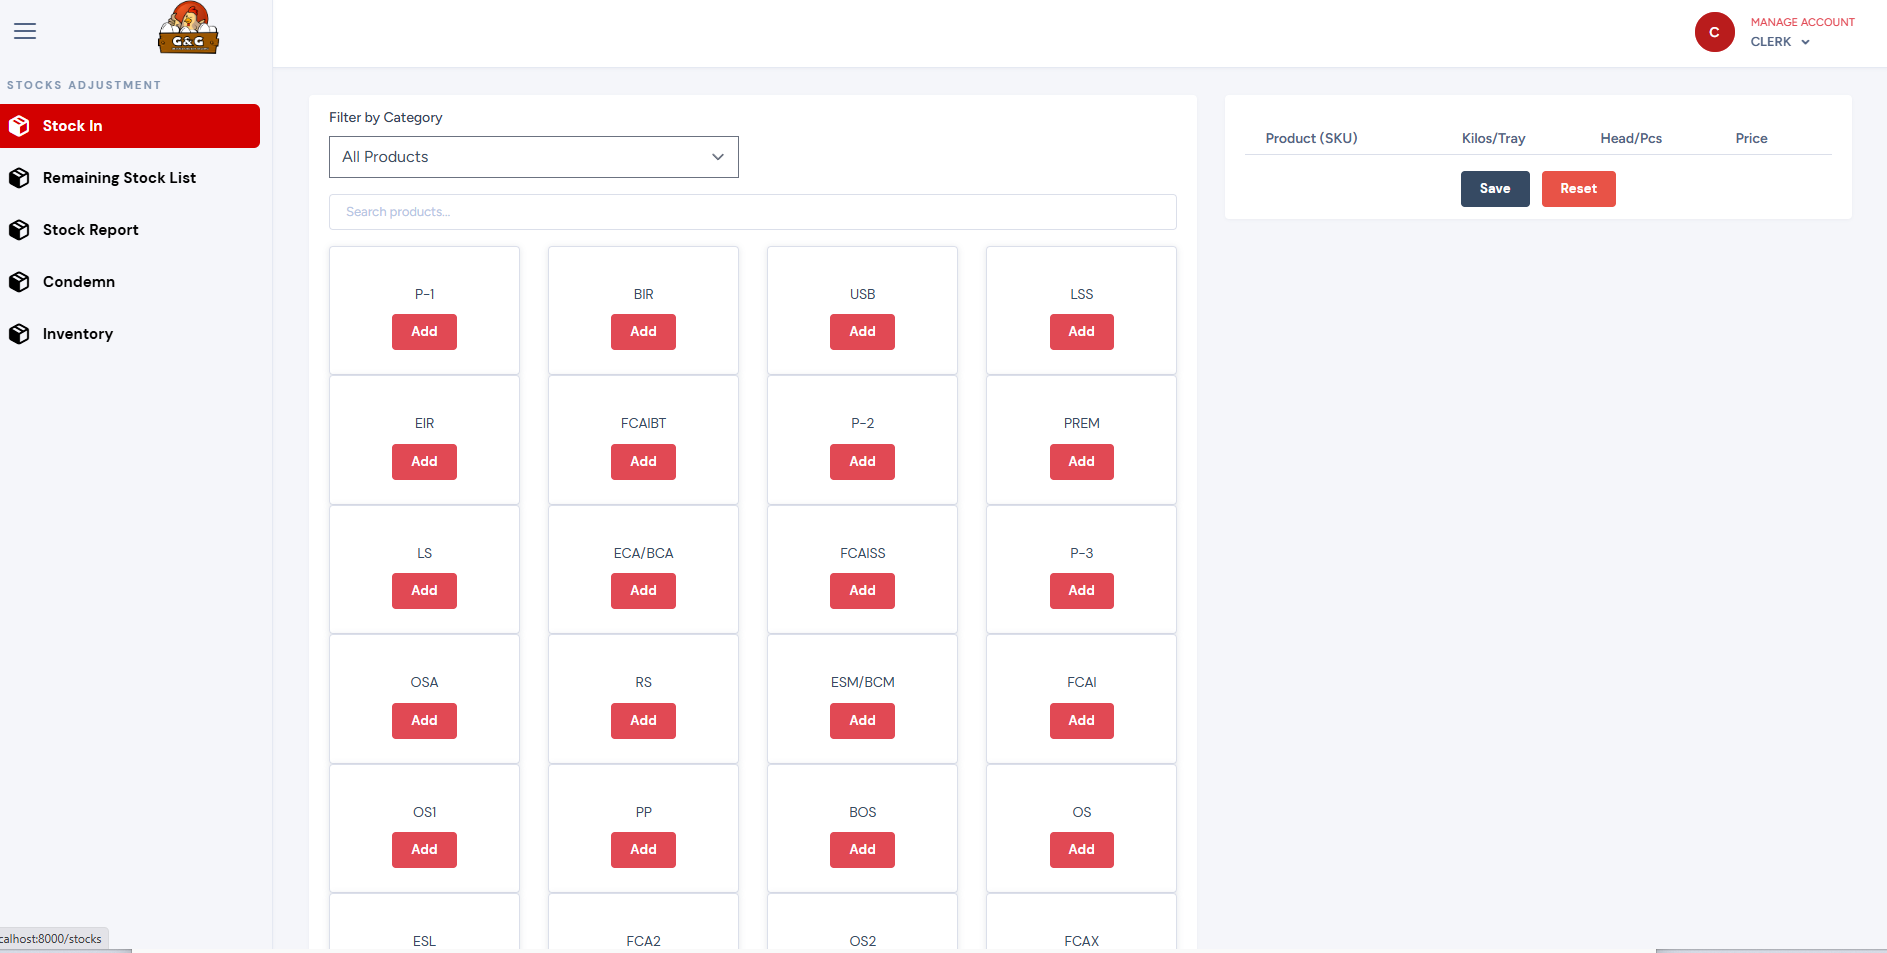 G&G
MANAGE ACCOUNT
C
CLERK
STOCKS ADJUSTMENT
Stock In
Remaining Stock List
Stock Report
Condemn
Inventory
Filter by Category
All Products
Search products...
P-1 BIR USB LSS
Add Add Add Add
EIR FCAIBT P-2 PREM
Add Add Add Add
LS ECA/BCA FCAISS P-3
Add Add Add Add
OSA RS ESM/BCM FCAI
Add Add Add Add
OS1 PP BOS OS
Add Add Add Add
ESL FCA2 OS2 FCAX
Product (SKU) Kilos/Tray Head/Pcs Price
Save Reset
calhost:8000/stocks